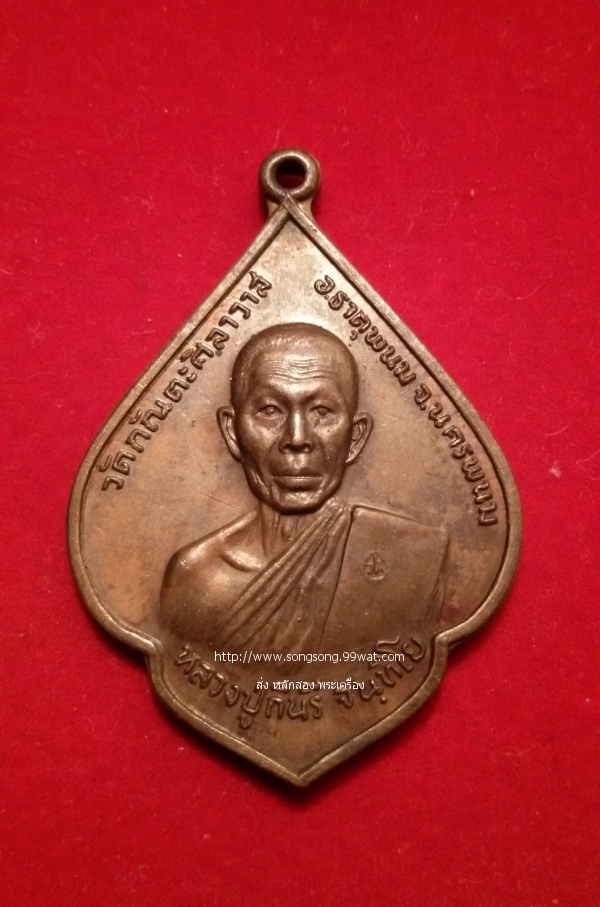 วัดกัณตะศิลาวาส
อ.ธาตุพนม จ.นครพนม
http://www.songsong.99wat.com
ส่ง หลักสอง พระเครื่อง
หลวงปู่กินรี จนฺทิโย